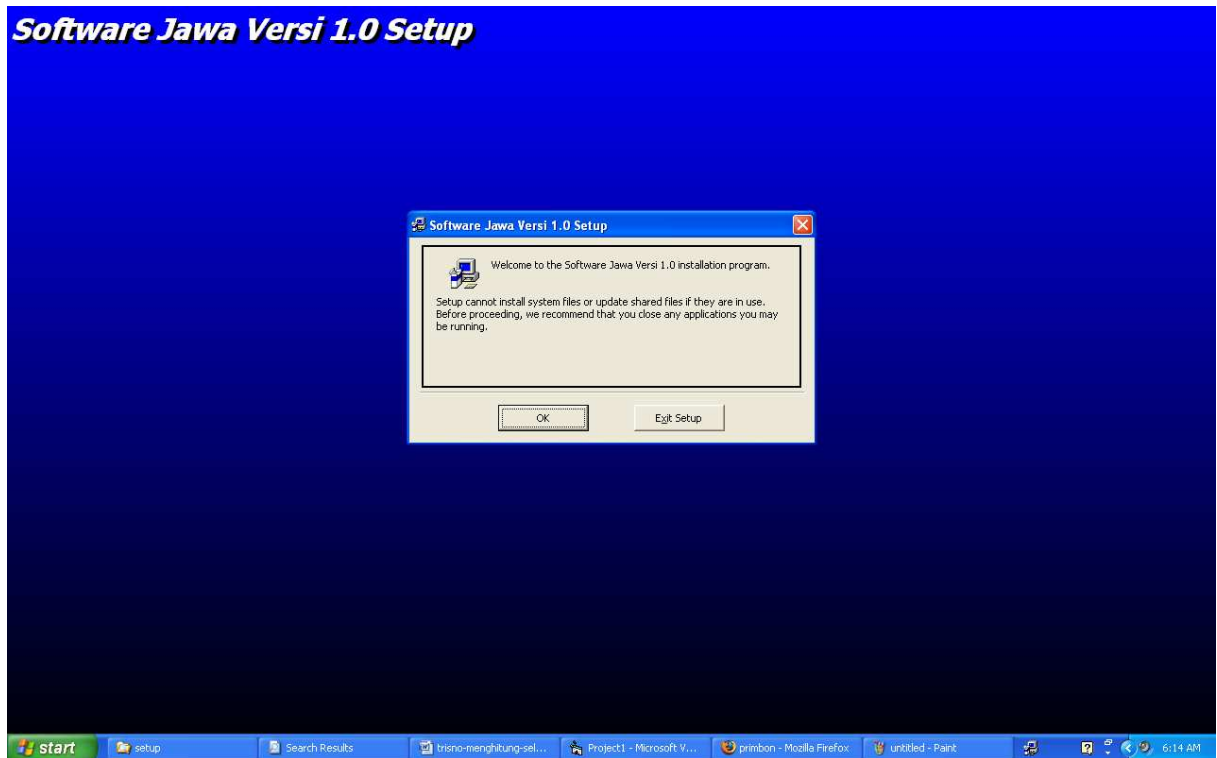 Software Jawa Versi 1.0 Setup
Software Jawa Versi 1.0 Setup
Welcome to the Software Jawa Versi 1.0 installation program.
Setup cannot install system files or update shared files if they are in use.
Before proceeding, we recommend that you close any applications you may
be running.
OK
Exit Setup
start
setup
Search Results
trisno-menghitung-sel...
Project1 - Microsoft V...
primbon - Mozilla Firefox
untitled - Paint
6:14 AM